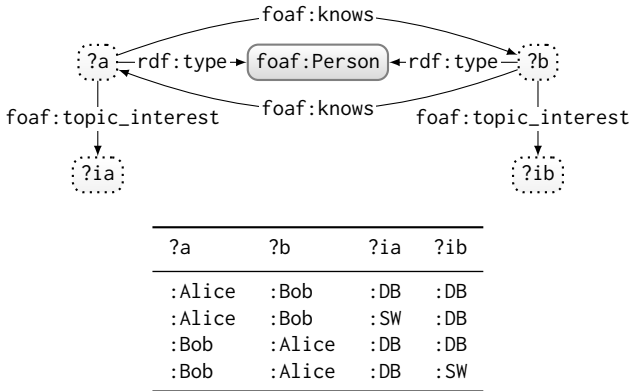 foaf:knows
?a rdf:type foaf:Person rdf:type ?b
foaf:knows
foaf:topic_interest foaf:topic_interest
?ia ?ib
?a ?b ?ia ?ib
:Alice :Bob :DB :DB
:Alice :Bob :SW :DB
:Bob :Alice :DB :DB
:Bob :Alice :DB :SW